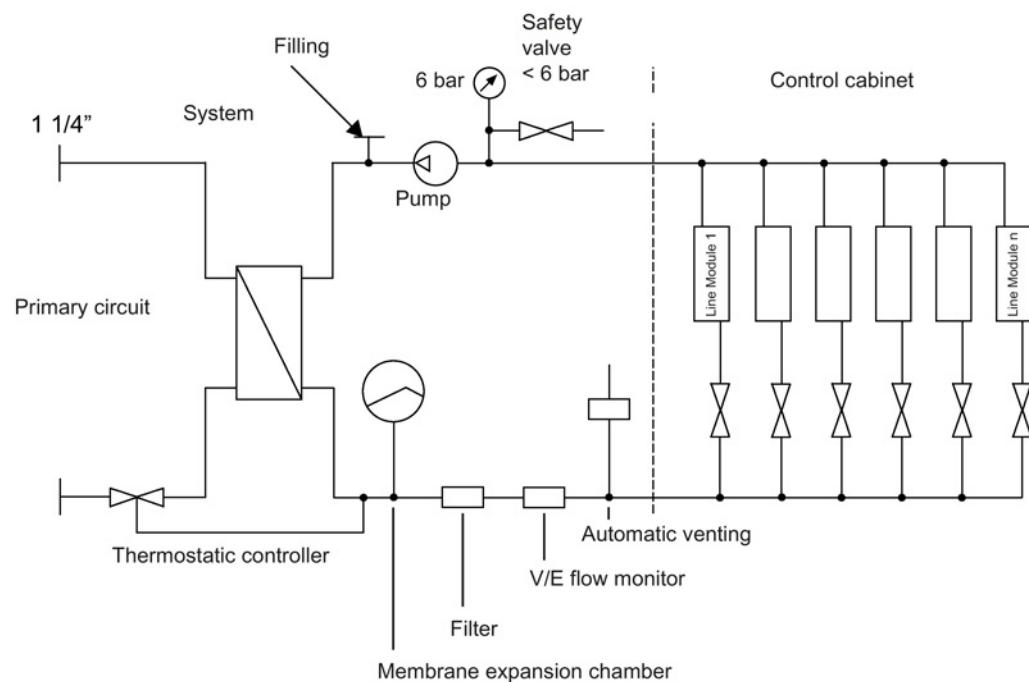 Safety
valve
< 6 bar
Filling
6 bar
Control cabinet
System
1 1/4”
Pump
Line Module 1
Line Module n
Primary circuit
Thermostatic controller
Automatic venting
V/E flow monitor
Filter
Membrane expansion chamber